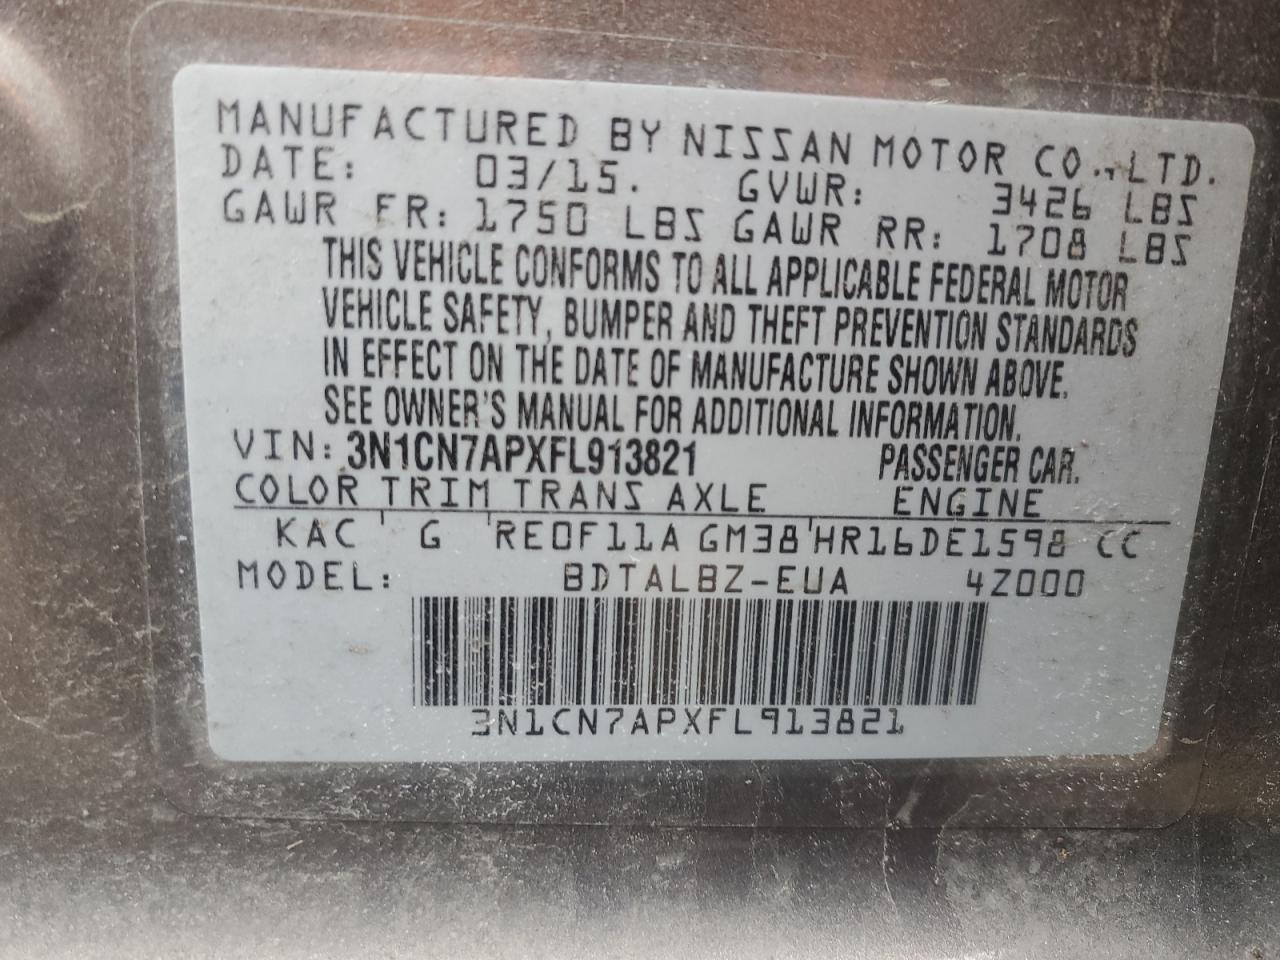 MANUFACTURED BY NISSAN MOTOR CO.,LTD.
DATE: 03/15. GVWR: 3426 LBS
GAWR FR: 1750 LBS GAWR RR: 1708 LBS
THIS VEHICLE CONFORMS TO ALL APPLICABLE FEDERAL MOTOR
VEHICLE SAFETY, BUMPER AND THEFT PREVENTION STANDARDS
IN EFFECT ON THE DATE OF MANUFACTURE SHOWN ABOVE.
SEE OWNER'S MANUAL FOR ADDITIONAL INFORMATION.
VIN: 3N1CN7APXFL913821 PASSENGER CAR.
COLOR TRIM TRANS AXLE ENGINE
KAC G RE0F11A GM38 HR16DE1598 CC
MODEL: BDTALBZ-EUA 4Z000
3N1CN7APXFL913821